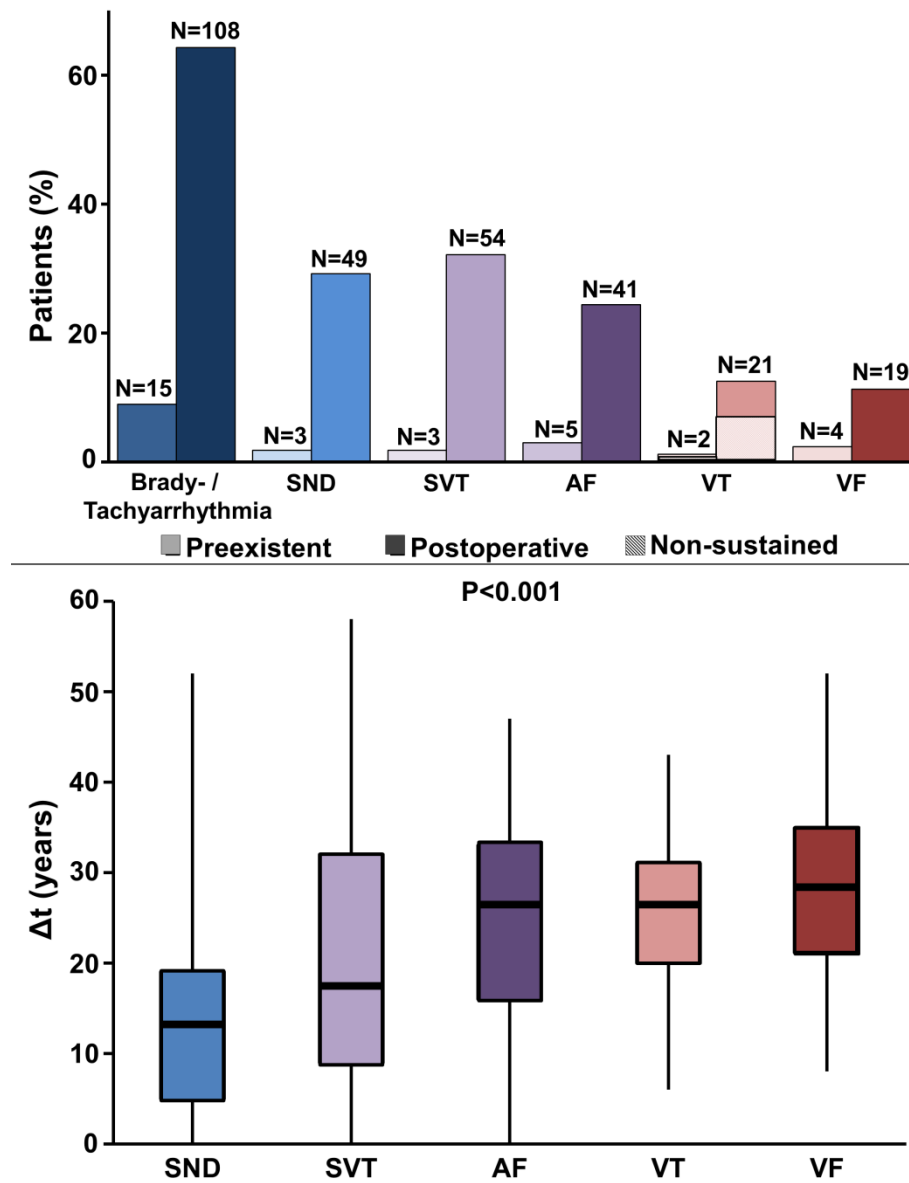 N=108
60
40
20
0
Patients (%)
N=15
N=3
N=49
N=3
N=54
N=5
N=41
N=2
N=21
N=4
N=19
Brady- /
Tachyarrhythmia
SND
SVT
AF
VT
VF
Preexistent
Postoperative
Non-sustained
P<0.001
60
50
40
30
20
10
0
Δt (years)
SND
SVT
AF
VT
VF